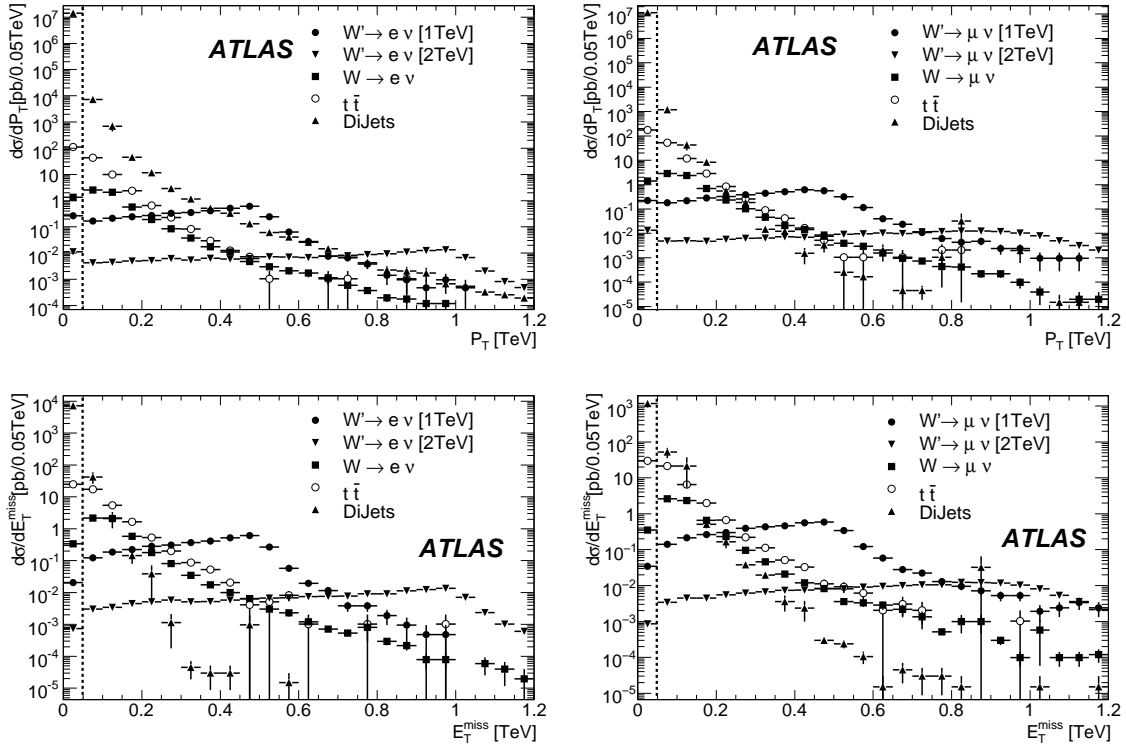 dσ/dP_T[pb/0.05TeV]
10^7
10^6
10^5
10^4
10^3
10^2
10
1
10^-1
10^-2
10^-3
10^-4
ATLAS
W'→ e ν [1TeV]
W'→ e ν [2TeV]
W → e ν
t t̄
DiJets
0 0.2 0.4 0.6 0.8 1 1.2
P_T [TeV]
dσ/dP_T[pb/0.05TeV]
10^7
10^6
10^5
10^4
10^3
10^2
10
1
10^-1
10^-2
10^-3
10^-4
10^-5
ATLAS
W'→ μ ν [1TeV]
W'→ μ ν [2TeV]
W → μ ν
t t̄
DiJets
0 0.2 0.4 0.6 0.8 1 1.2
P_T [TeV]
dσ/dE_T^miss[pb/0.05TeV]
10^4
10^3
10^2
10
1
10^-1
10^-2
10^-3
10^-4
10^-5
W'→ e ν [1TeV]
W'→ e ν [2TeV]
W → e ν
t t̄
DiJets
ATLAS
0 0.2 0.4 0.6 0.8 1 1.2
E_T^miss [TeV]
dσ/dE_T^miss[pb/0.05TeV]
10^3
10^2
10
1
10^-1
10^-2
10^-3
10^-4
10^-5
W'→ μ ν [1TeV]
W'→ μ ν [2TeV]
W → μ ν
t t̄
DiJets
ATLAS
0 0.2 0.4 0.6 0.8 1 1.2
E_T^miss [TeV]